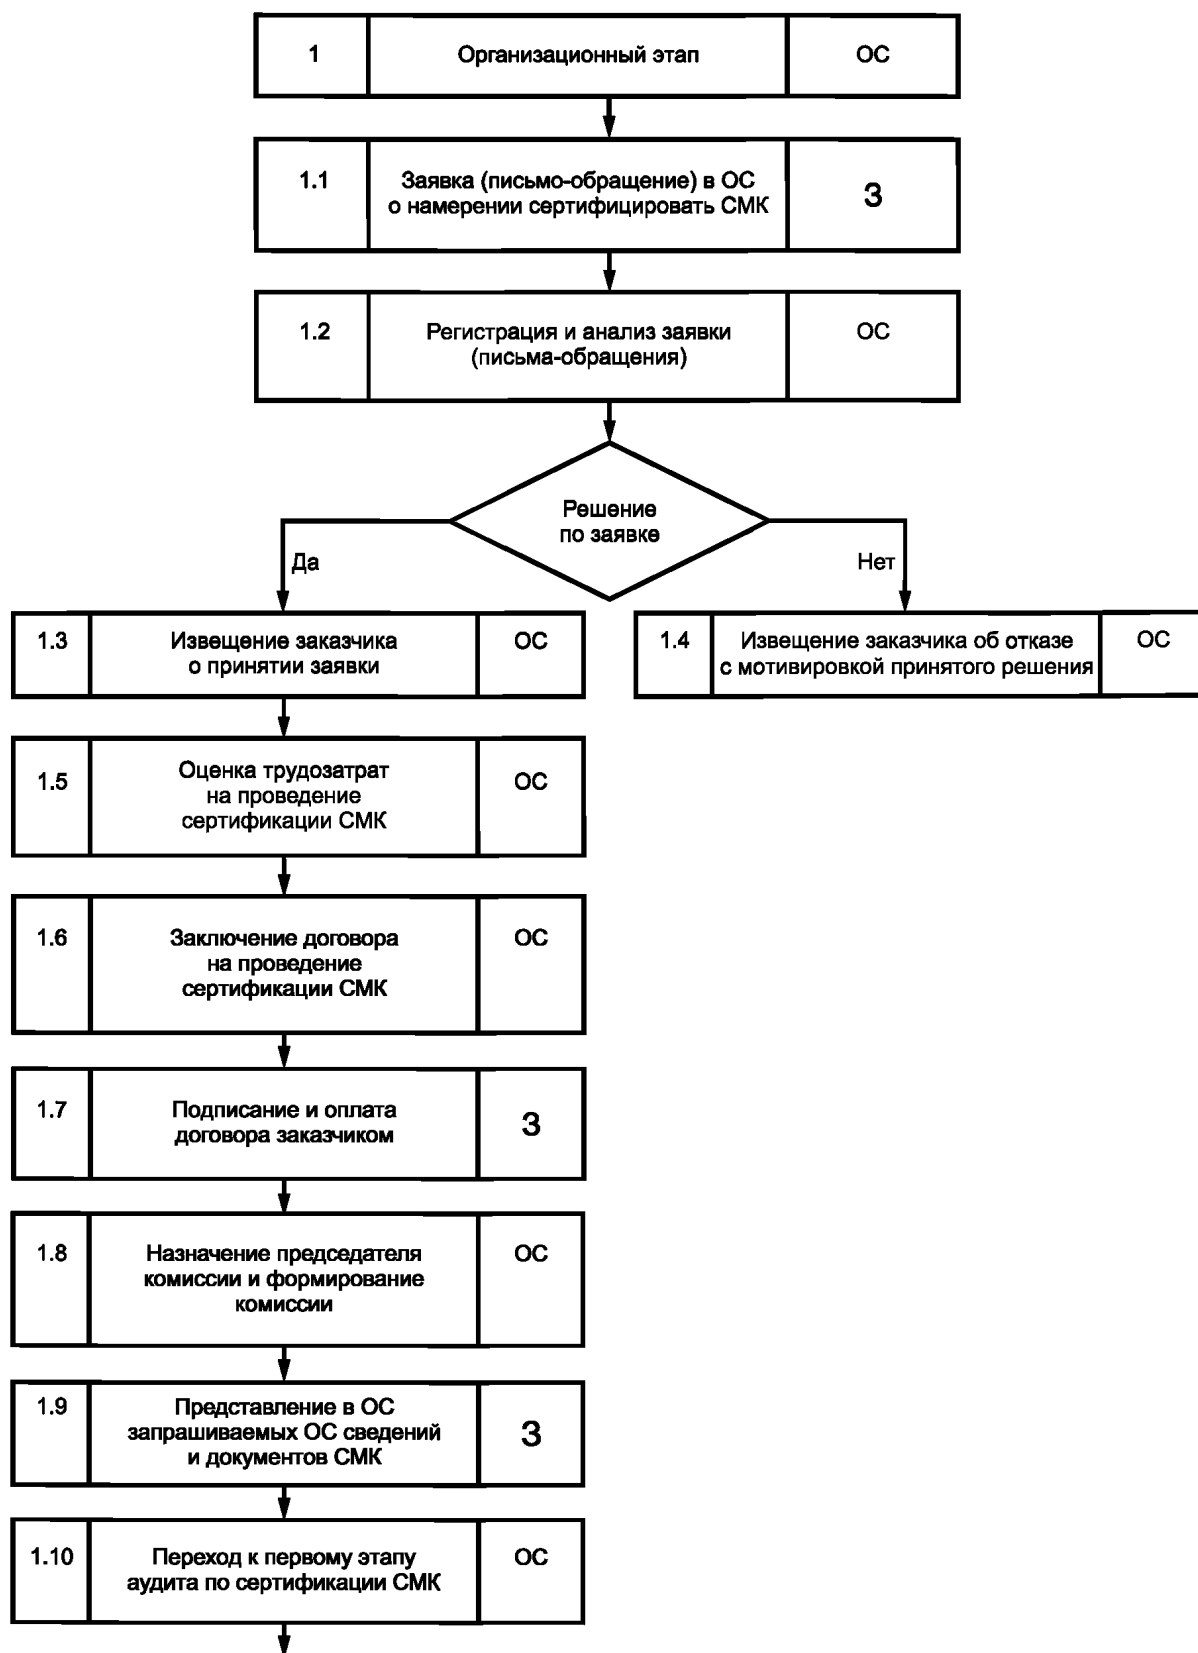 1
Организационный этап
ОС
1.1
Заявка (письмо-обращение) в ОС
о намерении сертифицировать СМК
З
1.2
Регистрация и анализ заявки
(письма-обращения)
ОС
Решение
по заявке
Да
Нет
1.3
Извещение заказчика
о принятии заявки
ОС
1.4
Извещение заказчика об отказе
с мотивировкой принятого решения
ОС
1.5
Оценка трудозатрат
на проведение
сертификации СМК
ОС
1.6
Заключение договора
на проведение
сертификации СМК
ОС
1.7
Подписание и оплата
договора заказчиком
З
1.8
Назначение председателя
комиссии и формирование
комиссии
ОС
1.9
Представление в ОС
запрашиваемых ОС сведений
и документов СМК
З
1.10
Переход к первому этапу
аудита по сертификации СМК
ОС